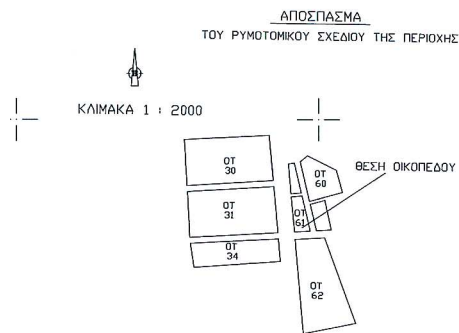 ΑΠΟΣΠΑΣΜΑ
ΤΟΥ ΡΥΜΟΤΟΜΙΚΟΥ ΣΧΕΔΙΟΥ ΤΗΣ ΠΕΡΙΟΧΗΣ
ΚΛΙΜΑΚΑ 1 : 2000
ΟΤ
30
ΟΤ
60
ΘΕΣΗ ΟΙΚΟΠΕΔΟΥ
ΟΤ
31
ΟΤ
61
ΟΤ
34
ΟΤ
62